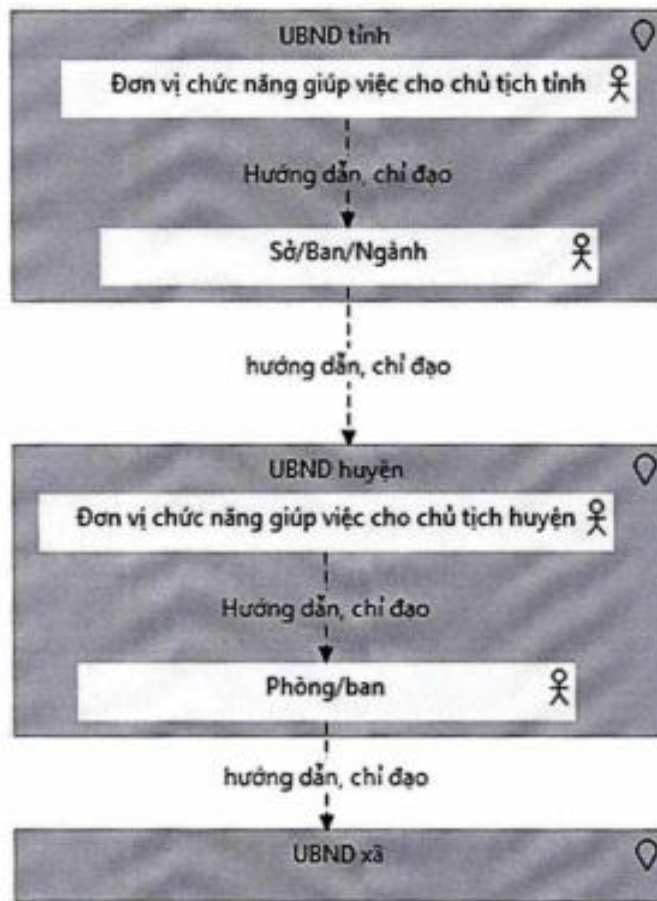 UBND tỉnh
Đơn vị chức năng giúp việc cho chủ tịch tỉnh
Hướng dẫn, chỉ đạo
Sở/Ban/Ngành
hướng dẫn, chỉ đạo
UBND huyện
Đơn vị chức năng giúp việc cho chủ tịch huyện
Hướng dẫn, chỉ đạo
Phòng/ban
hướng dẫn, chỉ đạo
UBND xã